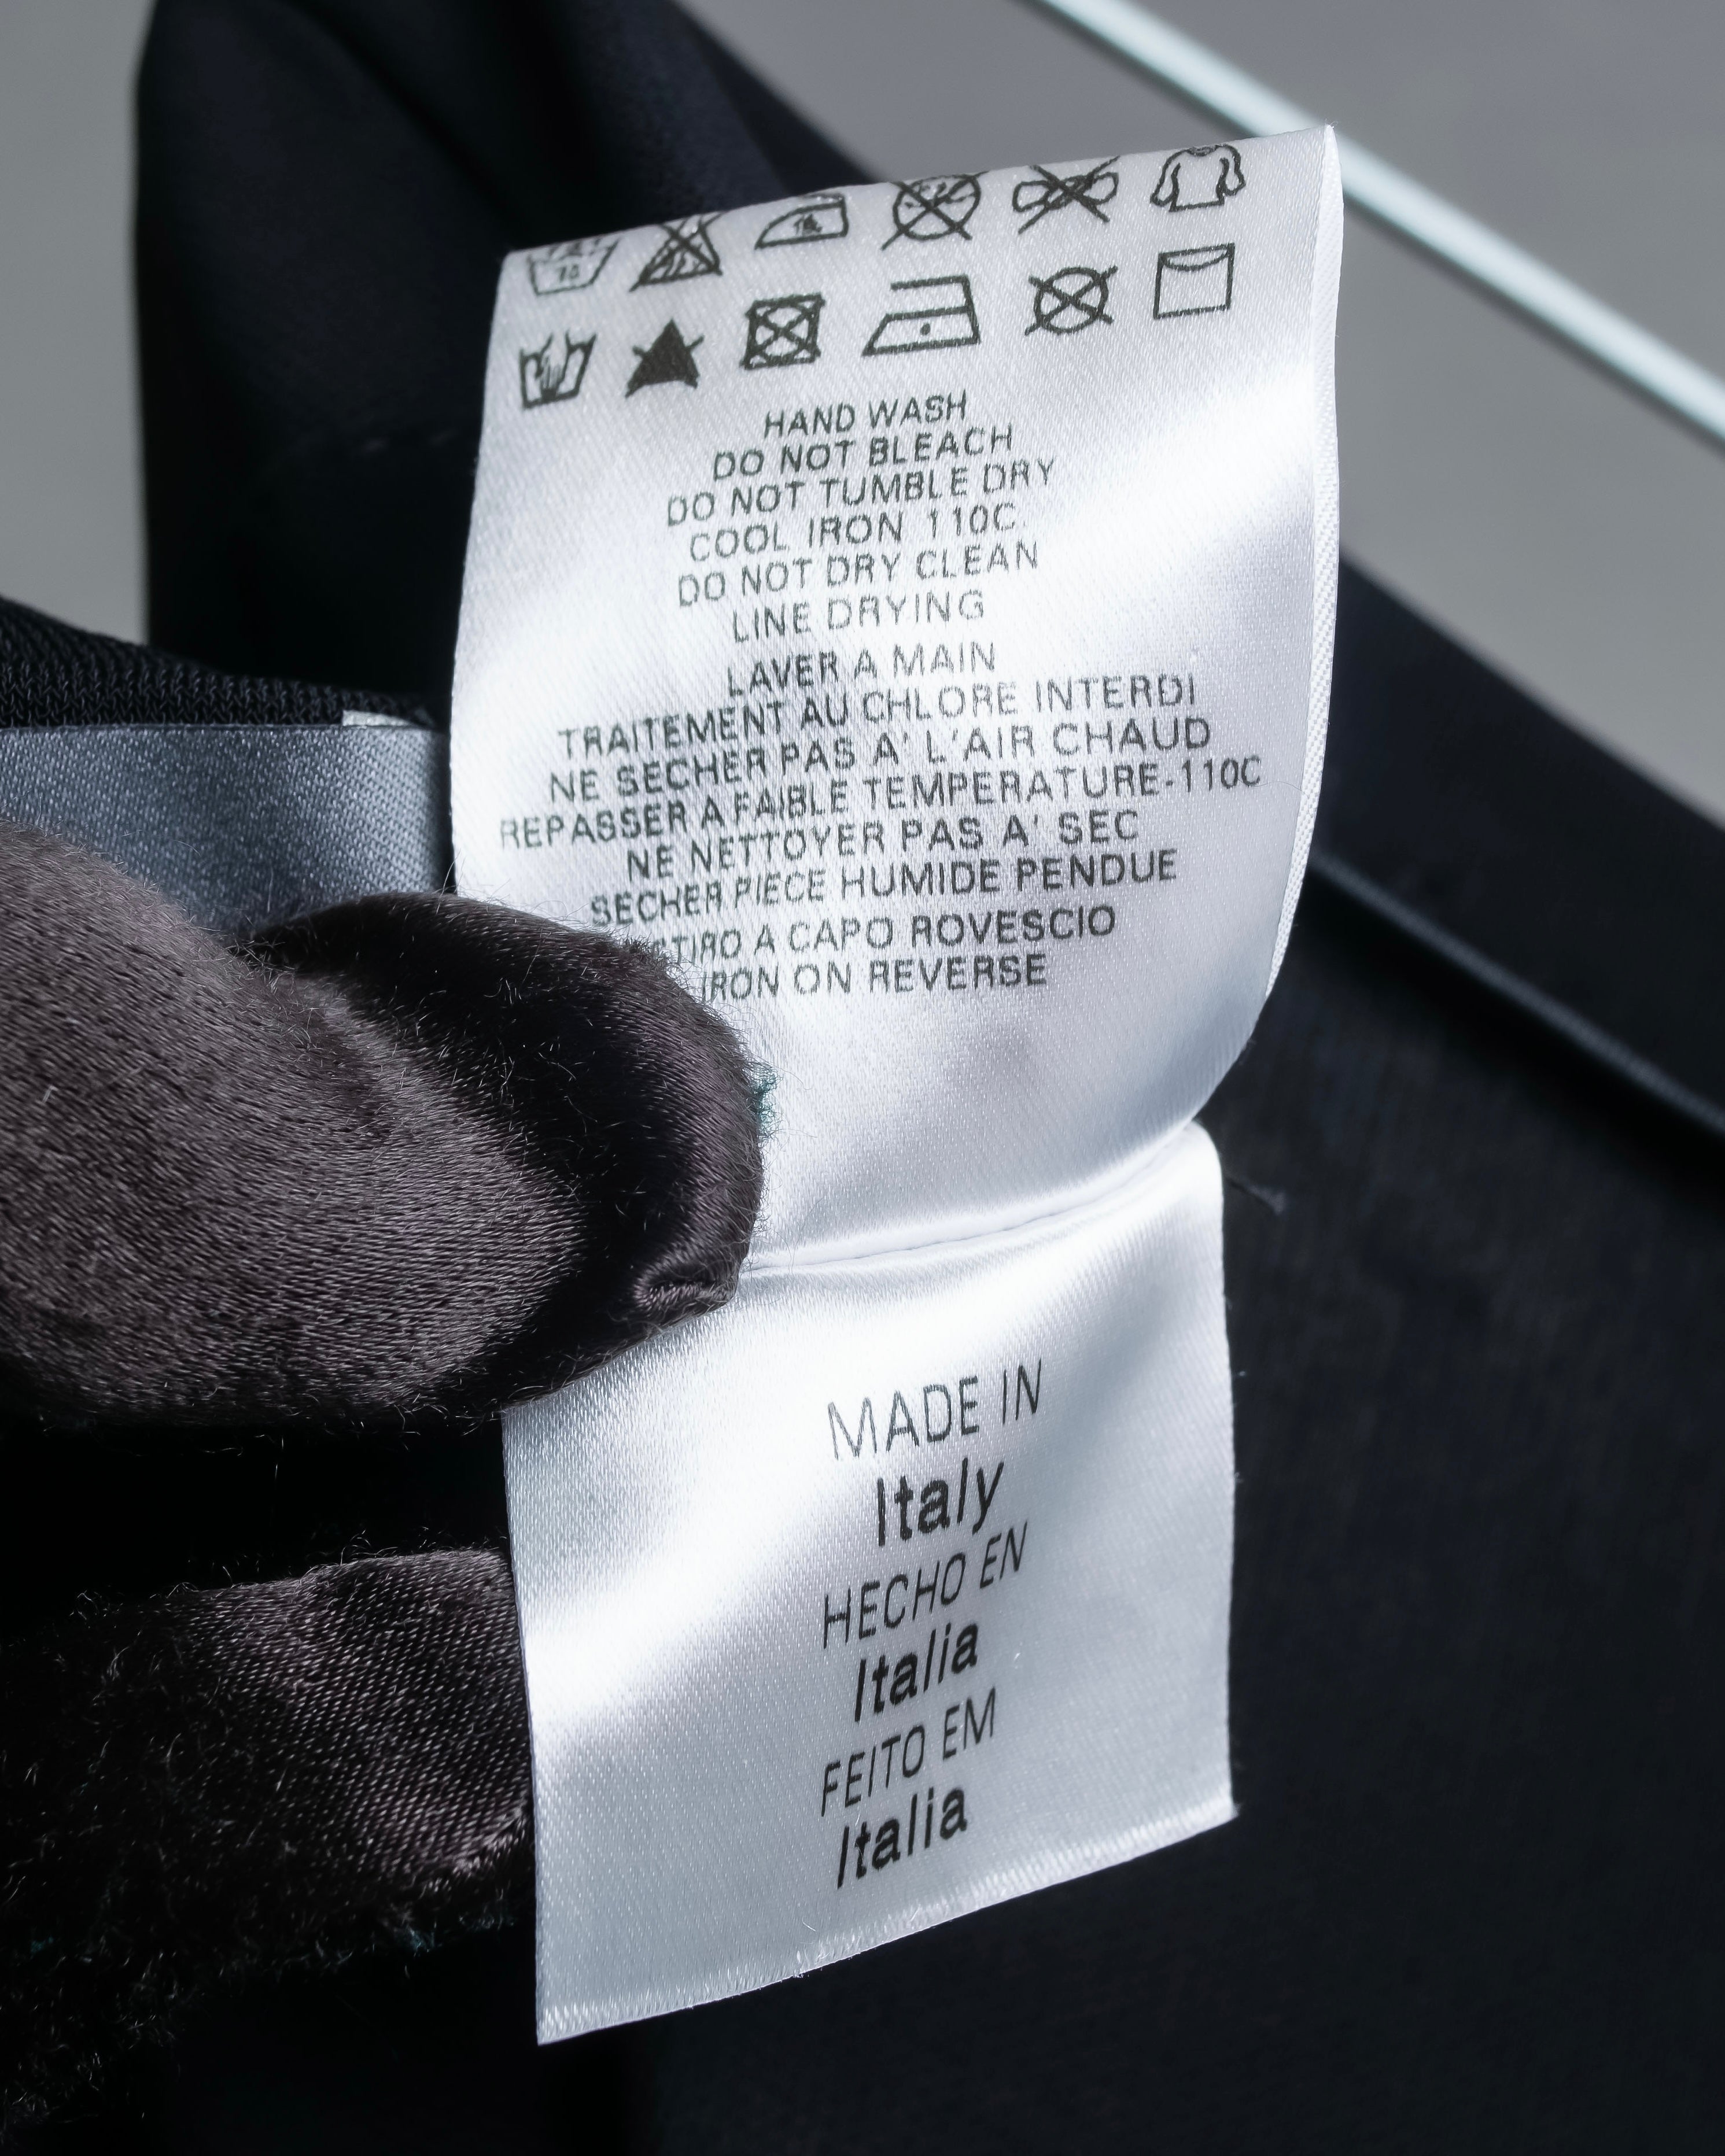 HAND WASH
DO NOT BLEACH
DO NOT TUMBLE DRY
COOL IRON 110C
DO NOT DRY CLEAN
LINE DRYING
LAVER A MAIN
TRAITEMENT AU CHLORE INTERDI
NE SECHER PAS A' L'AIR CHAUD
REPASSER A FAIBLE TEMPERATURE-110C
NE NETTOYER PAS A' SEC
SECHER PIECE HUMIDE PENDUE
STIRO A CAPO ROVESCIO
IRON ON REVERSE
MADE IN
Italy
HECHO EN
Italia
FEITO EM
Italia